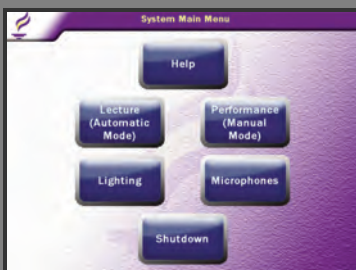 System Main Menu
Help
Lecture
(Automatic
Mode)
Performance
(Manual
Mode)
Lighting
Microphones
Shutdown